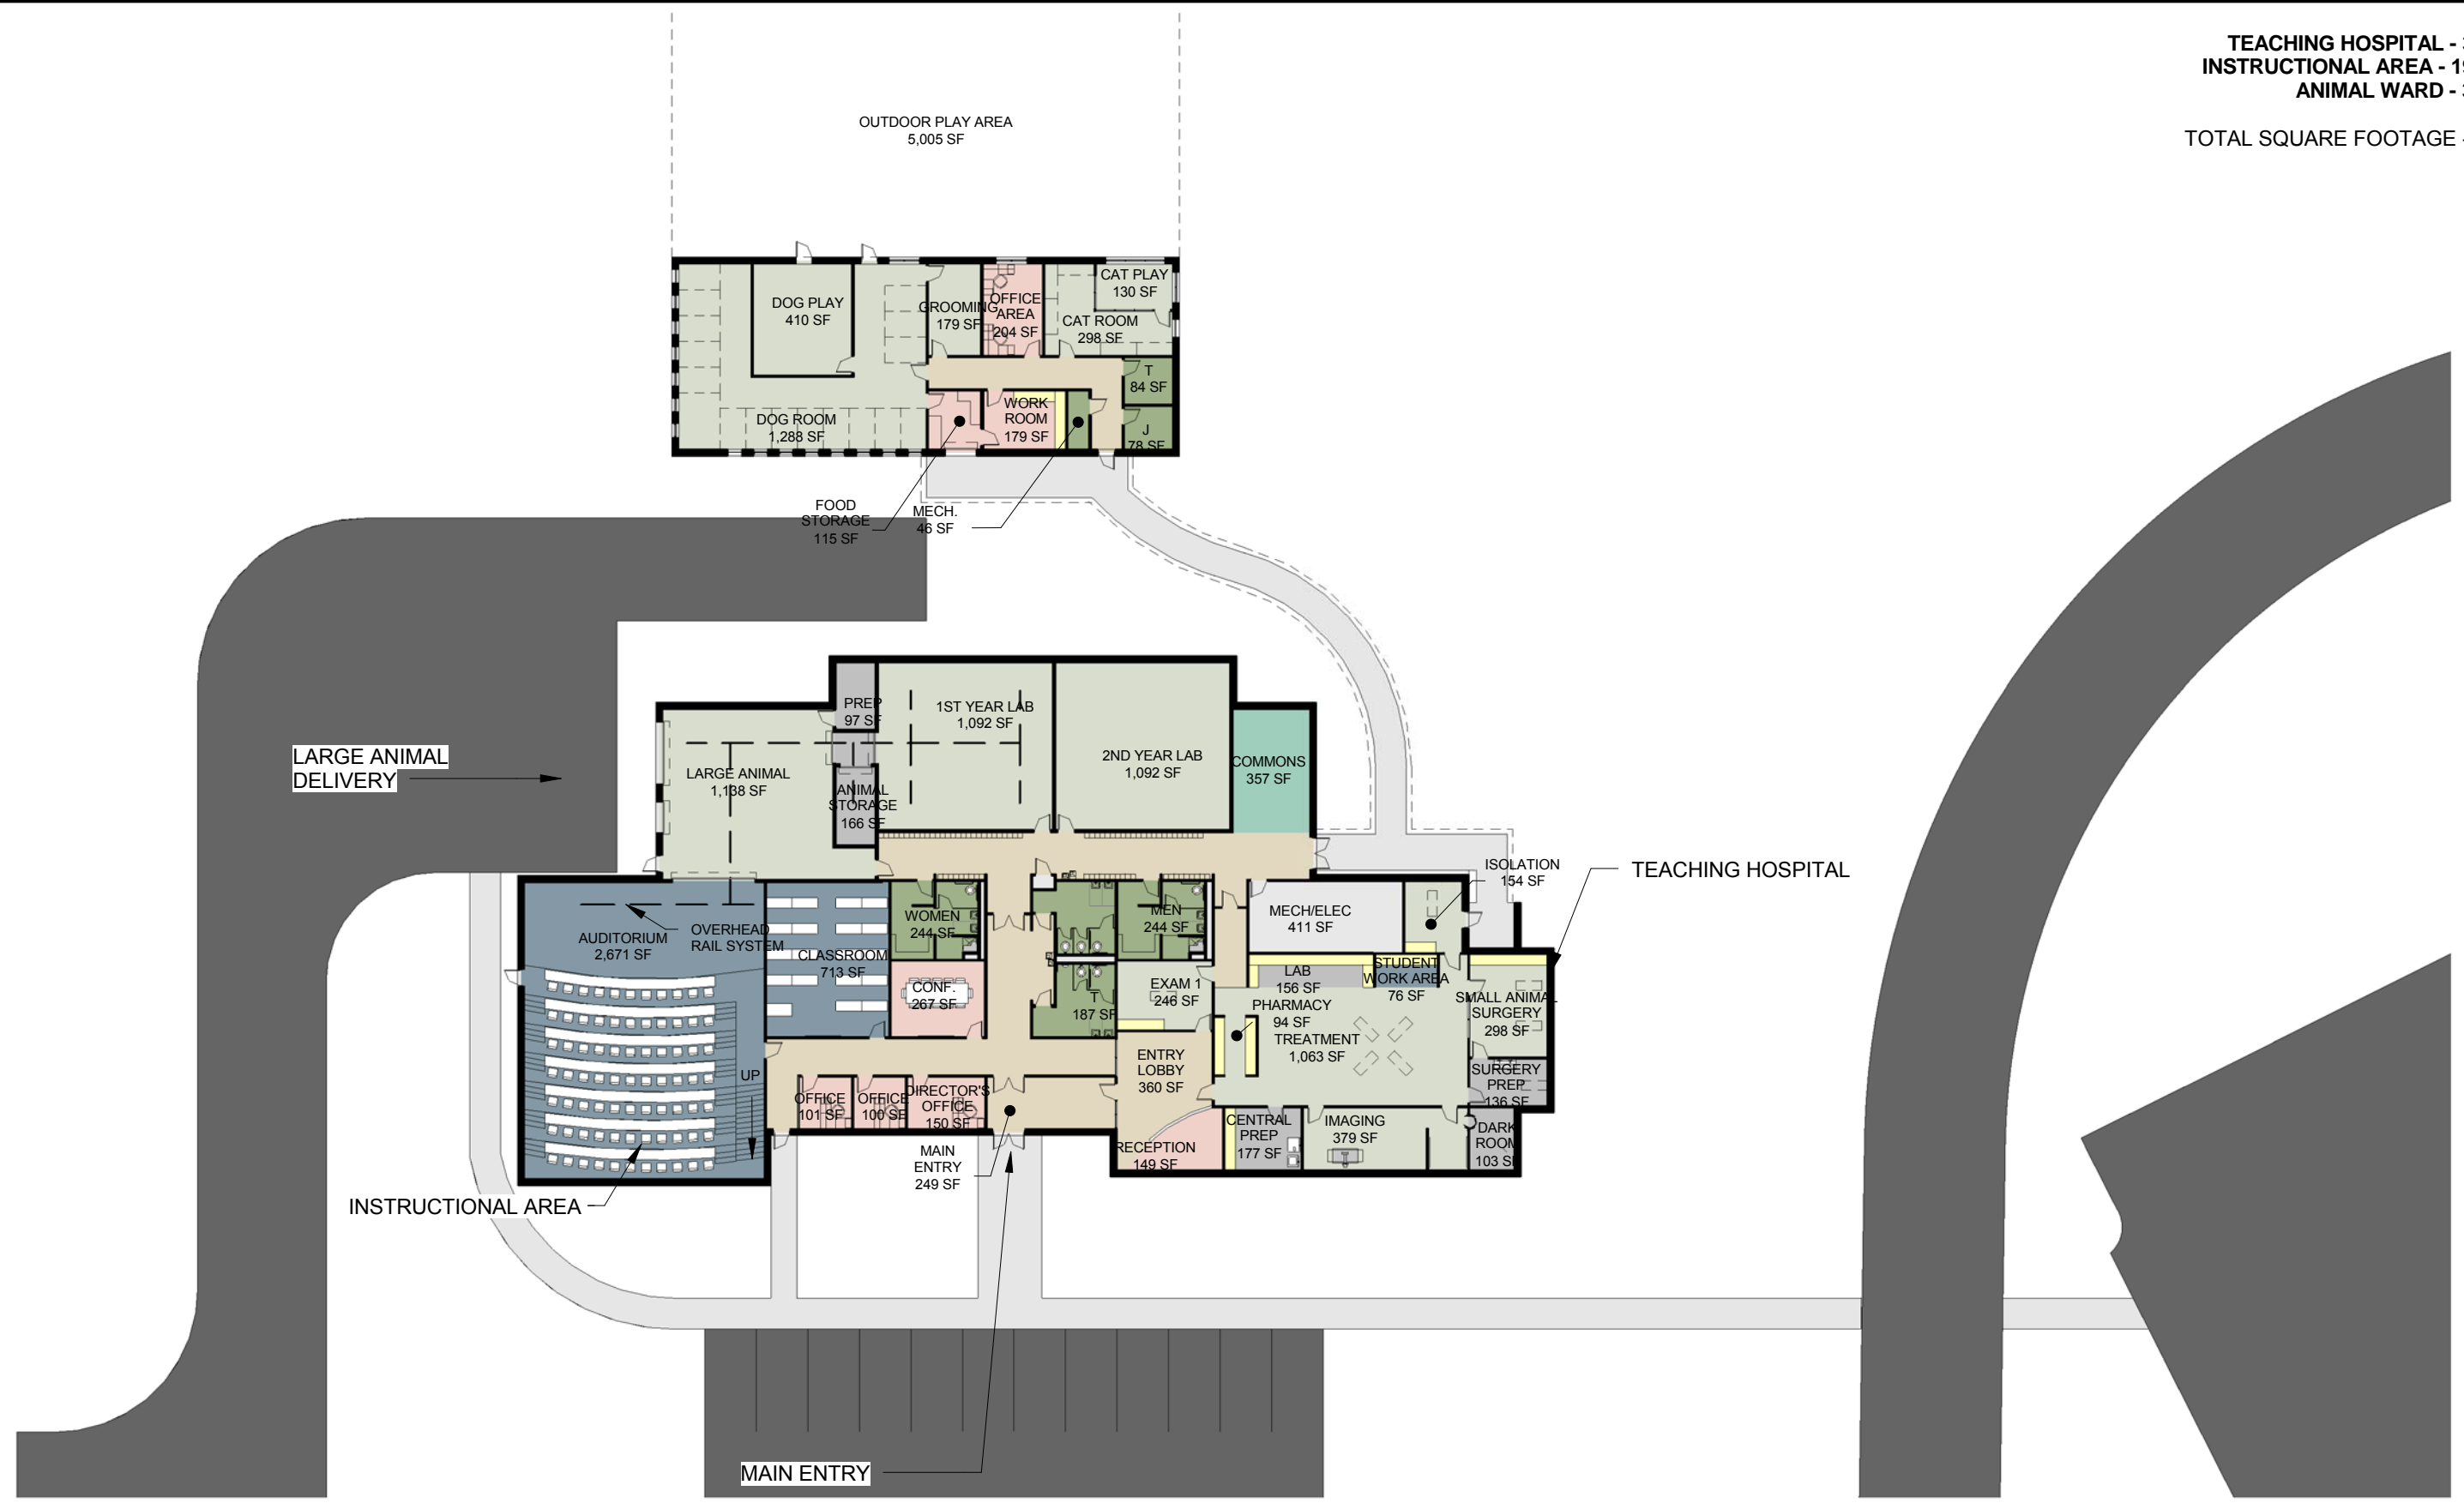 TEACHING HOSPITAL -
INSTRUCTIONAL AREA -
ANIMAL WARD -
TOTAL SQUARE FOOTAGE -
OUTDOOR PLAY AREA
5,005 SF
DOG PLAY
410 SF
GROOMING
179 SF
OFFICE
AREA
204 SF
CAT PLAY
130 SF
CAT ROOM
298 SF
T
84 SF
DOG ROOM
1,288 SF
WORK
ROOM
179 SF
J
78 SF
FOOD
STORAGE
115 SF
MECH.
46 SF
PREP
97 SF
1ST YEAR LAB
1,092 SF
2ND YEAR LAB
1,092 SF
COMMONS
357 SF
LARGE ANIMAL
DELIVERY
LARGE ANIMAL
1,138 SF
ANIMAL
STORAGE
166 SF
ISOLATION
154 SF
TEACHING HOSPITAL
AUDITORIUM
2,671 SF
OVERHEAD
RAIL SYSTEM
CLASSROOM
713 SF
WOMEN
244 SF
MEN
244 SF
MECH/ELEC
411 SF
CONF.
267 SF
T
187 SF
EXAM 1
246 SF
LAB
156 SF
STUDENT
WORK AREA
76 SF
PHARMACY
94 SF
TREATMENT
1,063 SF
SMALL ANIMAL
SURGERY
298 SF
ENTRY
LOBBY
360 SF
UP
SURGERY
PREP
136 SF
OFFICE
101 SF
OFFICE
100 SF
DIRECTOR'S
OFFICE
150 SF
MAIN
ENTRY
249 SF
RECEPTION
149 SF
CENTRAL
PREP
177 SF
IMAGING
379 SF
DARK
ROOM
103 SF
INSTRUCTIONAL AREA
MAIN ENTRY